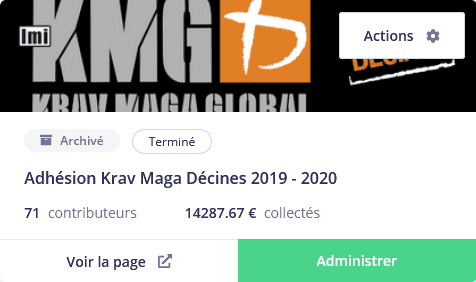 lmi
KMG
Actions
DÉCINES
KRAV MAGA GLOBAL
Archivé
Terminé
Adhésion Krav Maga Décines 2019 - 2020
71 contributeurs
14287.67 € collectés
Voir la page
Administrer